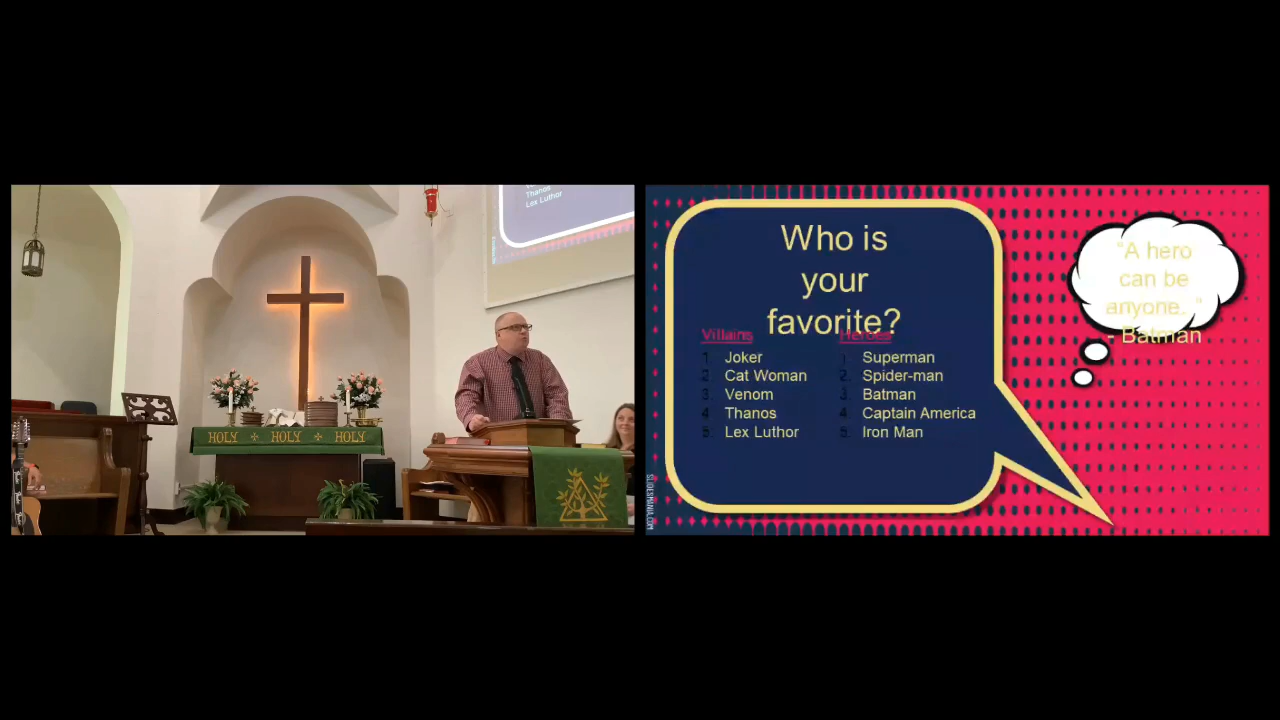 Thanos
Lex Luthor
HOLY HOLY HOLY
Who is
your
favorite?
Villains
1. Joker
2. Cat Woman
3. Venom
4. Thanos
5. Lex Luthor
Heroes
1. Superman
2. Spider-man
3. Batman
4. Captain America
5. Iron Man
"A hero
can be
anyone."
- Batman
SLIDESMANIA.COM